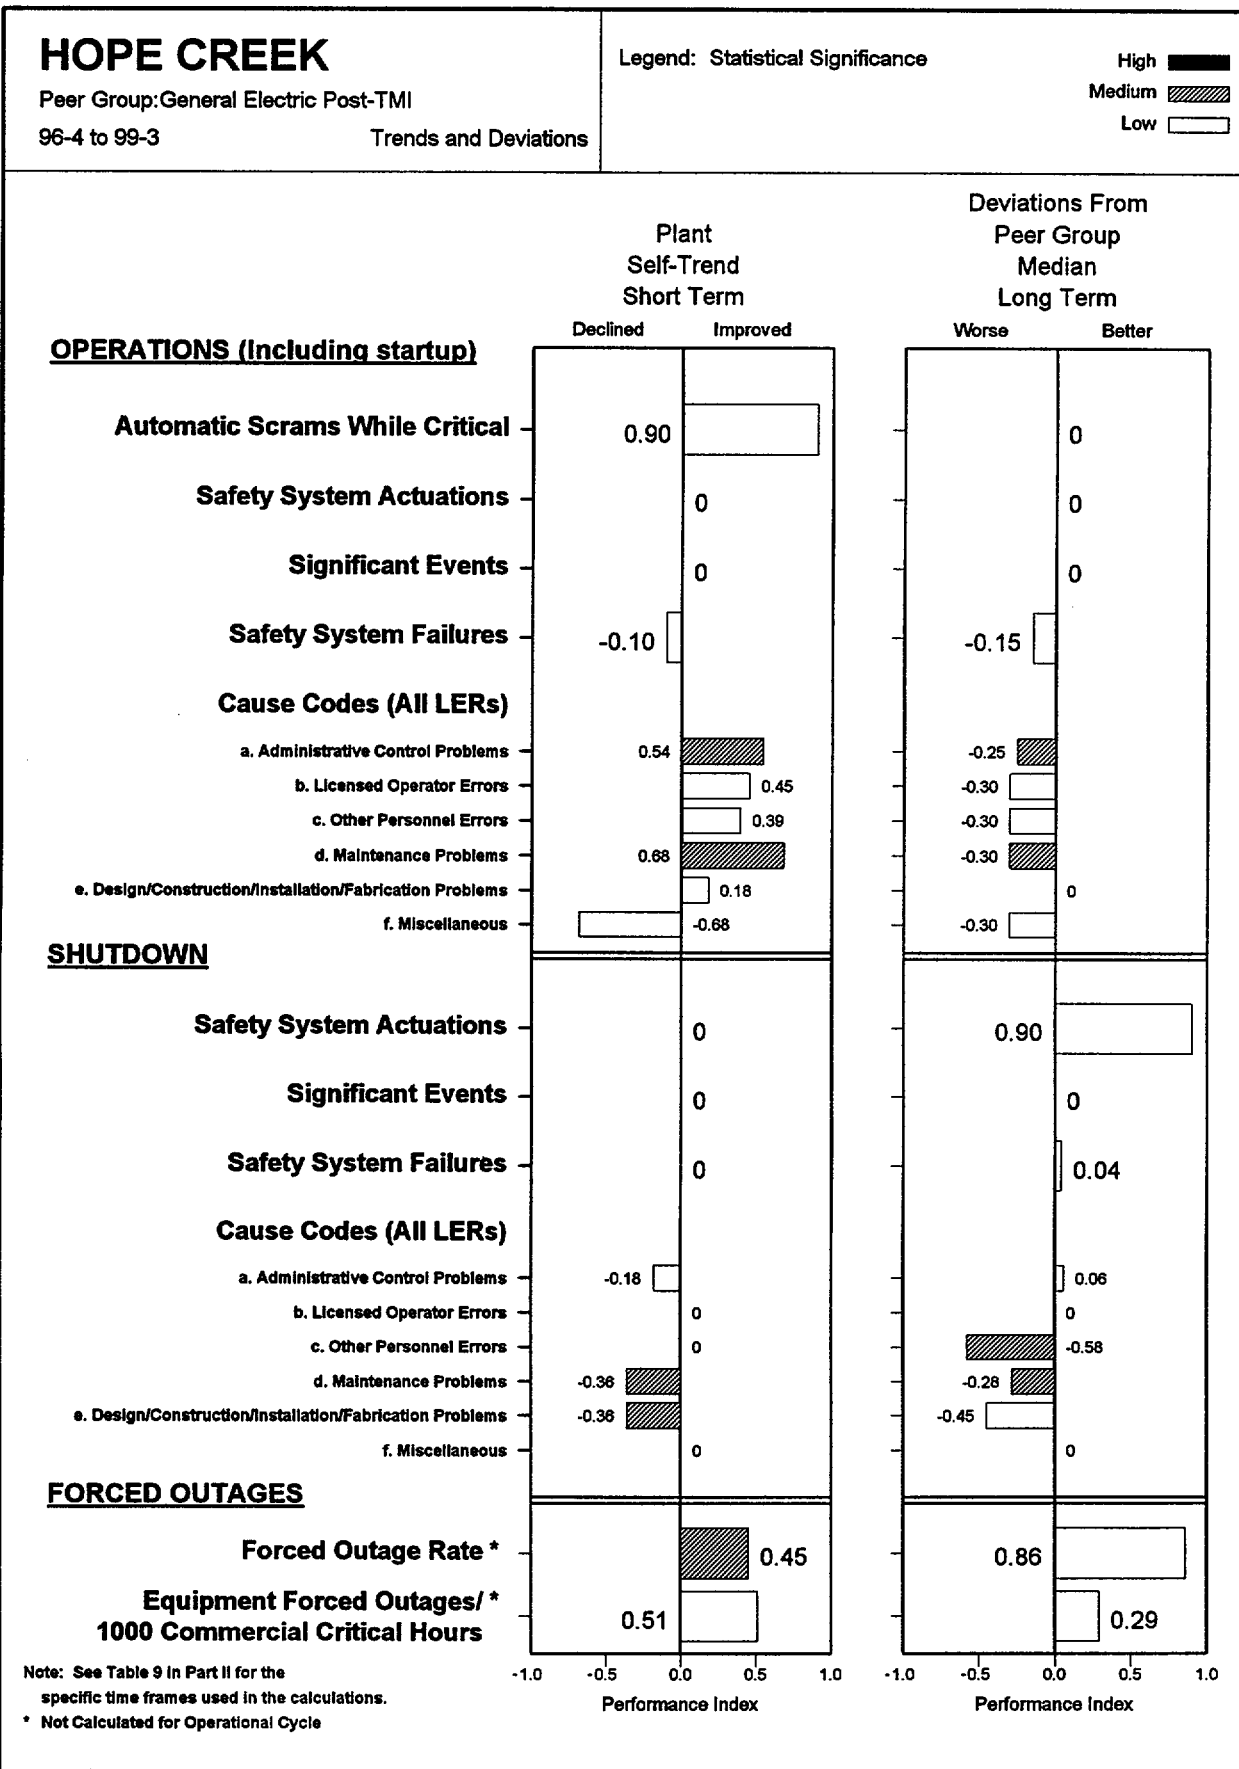 HOPE CREEK
Peer Group:General Electric Post-TMI
96-4 to 99-3 Trends and Deviations
Legend: Statistical Significance
High
Medium
Low
Plant
Self-Trend
Short Term
Deviations From
Peer Group
Median
Long Term
Declined Improved
Worse Better
OPERATIONS (Including startup)
Automatic Scrams While Critical 0.90 0
Safety System Actuations 0 0
Significant Events 0 0
Safety System Failures -0.10 -0.15
Cause Codes (All LERs)
a. Administrative Control Problems 0.54 -0.25
b. Licensed Operator Errors 0.45 -0.30
c. Other Personnel Errors 0.39 -0.30
d. Maintenance Problems 0.68 -0.30
e. Design/Construction/Installation/Fabrication Problems 0.18 0
f. Miscellaneous -0.68 -0.30
SHUTDOWN
Safety System Actuations 0 0.90
Significant Events 0 0
Safety System Failures 0 0.04
Cause Codes (All LERs)
a. Administrative Control Problems -0.18 0.06
b. Licensed Operator Errors 0 0
c. Other Personnel Errors 0 -0.58
d. Maintenance Problems -0.36 -0.28
e. Design/Construction/Installation/Fabrication Problems -0.36 -0.45
f. Miscellaneous 0 0
FORCED OUTAGES
Forced Outage Rate * 0.45 0.86
Equipment Forced Outages/ *
1000 Commercial Critical Hours 0.51 0.29
-1.0 -0.5 0.0 0.5 1.0 -1.0 -0.5 0.0 0.5 1.0
Performance Index Performance Index
Note: See Table 9 in Part II for the
specific time frames used in the calculations.
* Not Calculated for Operational Cycle